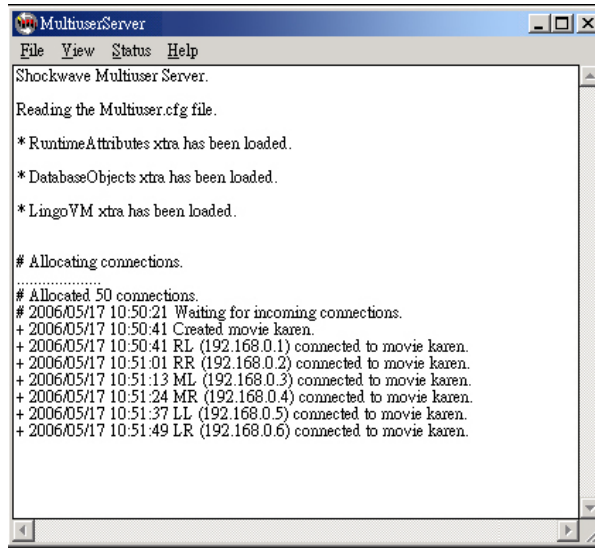 MultiuserServer
File View Status Help
Shockwave Multiuser Server.
Reading the Multiuser.cfg file.
* RuntimeAttributes xtra has been loaded.
* DatabaseObjects xtra has been loaded.
* LingoVM xtra has been loaded.
# Allocating connections.
....................
# Allocated 50 connections.
# 2006/05/17 10:50:21 Waiting for incoming connections.
+ 2006/05/17 10:50:41 Created movie karen.
+ 2006/05/17 10:50:41 RL (192.168.0.1) connected to movie karen.
+ 2006/05/17 10:51:01 RR (192.168.0.2) connected to movie karen.
+ 2006/05/17 10:51:13 ML (192.168.0.3) connected to movie karen.
+ 2006/05/17 10:51:24 MR (192.168.0.4) connected to movie karen.
+ 2006/05/17 10:51:37 LL (192.168.0.5) connected to movie karen.
+ 2006/05/17 10:51:49 LR (192.168.0.6) connected to movie karen.